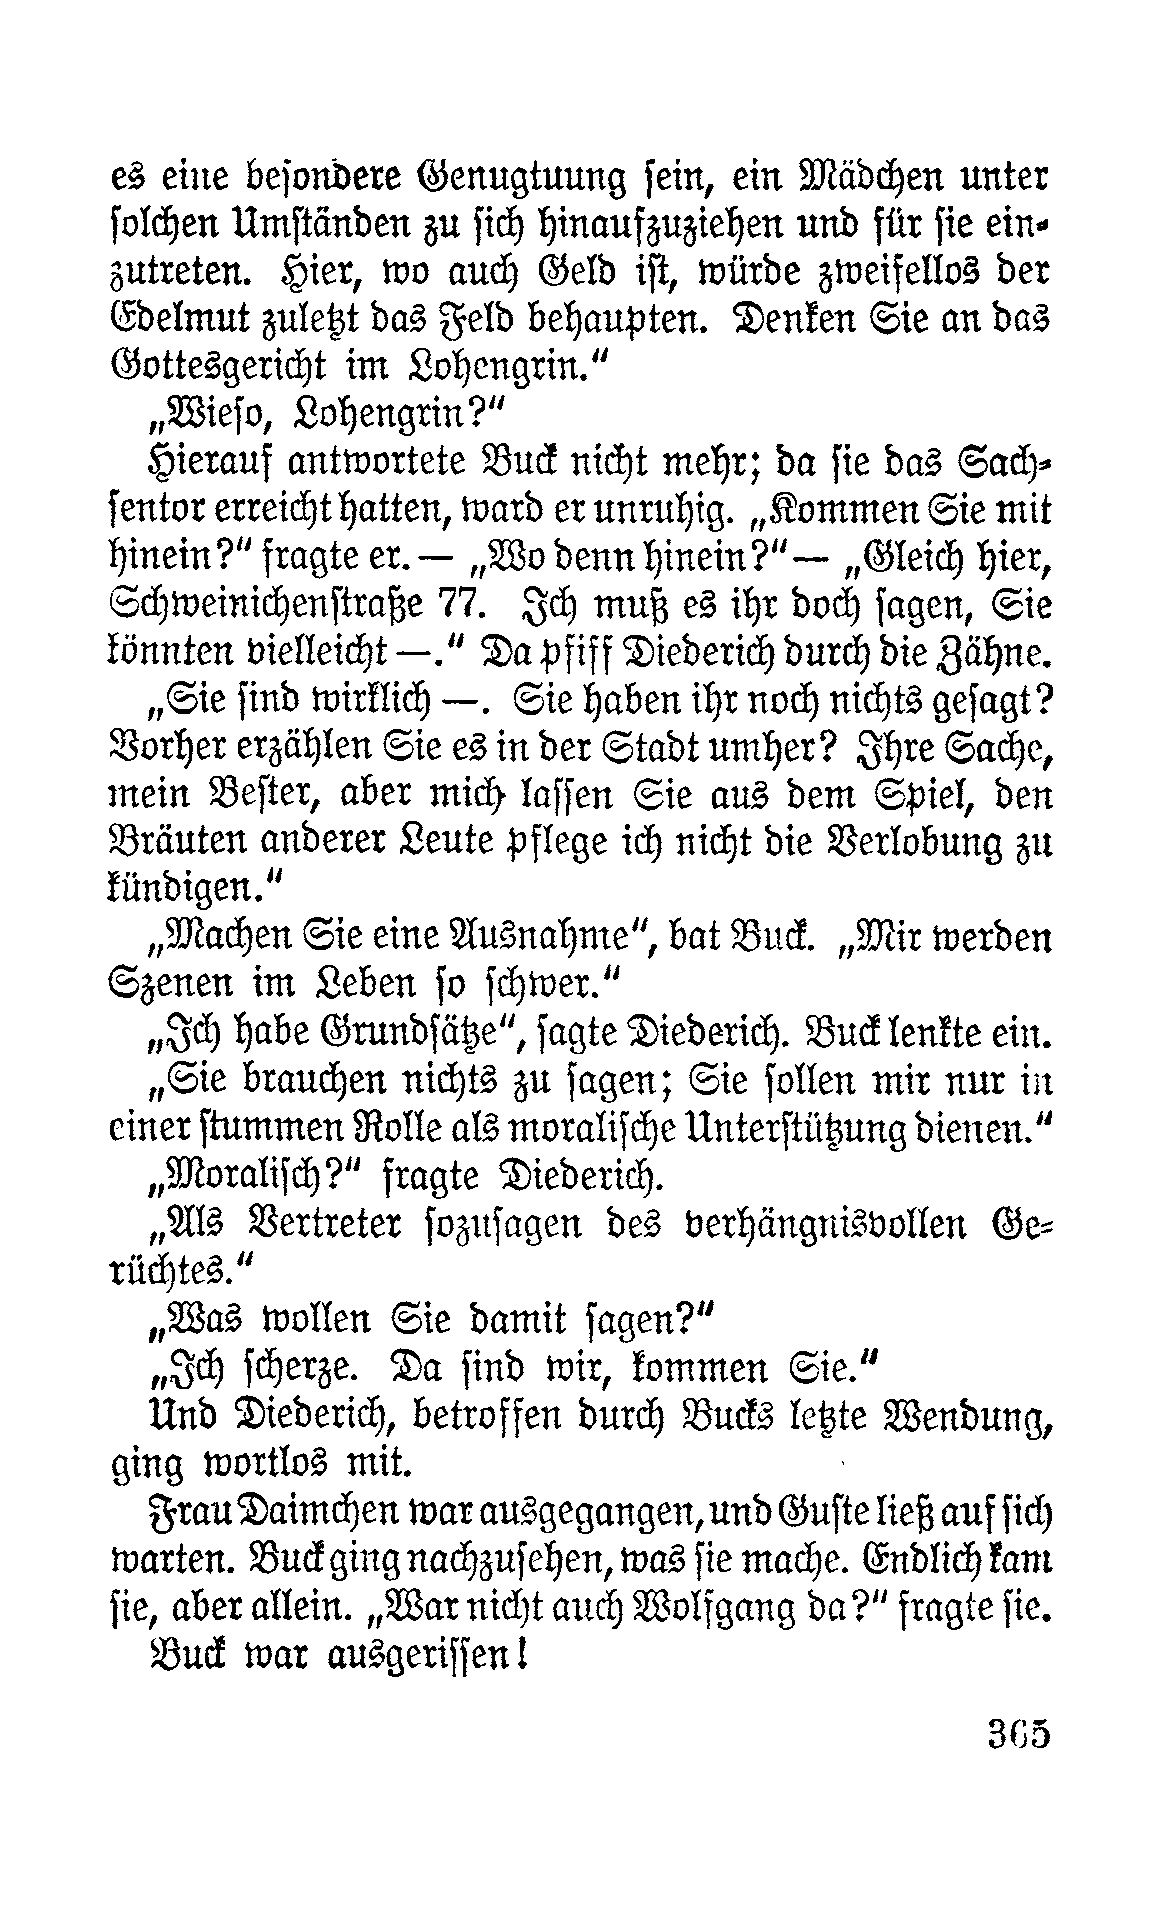 es eine besondere Genugtuung sein, ein Mädchen unter
solchen Umständen zu sich hinaufzuziehen und für sie ein-
zutreten. Hier, wo auch Geld ist, würde zweifellos der
Edelmut zuletzt das Feld behaupten. Denken Sie an das
Gottesgericht im Lohengrin.“
„Wieso, Lohengrin?“
Hierauf antwortete Buck nicht mehr; da sie das Sach-
sentor erreicht hatten, ward er unruhig. „Kommen Sie mit
hinein?“ fragte er. — „Wo denn hinein?“ — „Gleich hier,
Schweinichenstraße 77. Ich muß es ihr doch sagen, Sie
könnten vielleicht —.“ Da pfiff Diederich durch die Zähne.
„Sie sind wirklich —. Sie haben ihr noch nichts gesagt?
Vorher erzählen Sie es in der Stadt umher? Ihre Sache,
mein Bester, aber mich lassen Sie aus dem Spiel, den
Bräuten anderer Leute pflege ich nicht die Verlobung zu
kündigen.“
„Machen Sie eine Ausnahme“, bat Buck. „Mir werden
Szenen im Leben so schwer.“
„Ich habe Grundsätze“, sagte Diederich. Buck lenkte ein.
„Sie brauchen nichts zu sagen; Sie sollen mir nur in
einer stummen Rolle als moralische Unterstützung dienen.“
„Moralisch?“ fragte Diederich.
„Als Vertreter sozusagen des verhängnisvollen Ge-
rüchtes.“
„Was wollen Sie damit sagen?“
„Ich scherze. Da sind wir, kommen Sie.“
Und Diederich, betroffen durch Bucks letzte Wendung,
ging wortlos mit.
Frau Daimchen war ausgegangen, und Guste ließ auf sich
warten. Buck ging nachzusehen, was sie mache. Endlich kam
sie, aber allein. „War nicht auch Wolfgang da?“ fragte sie.
Buck war ausgerissen!
365